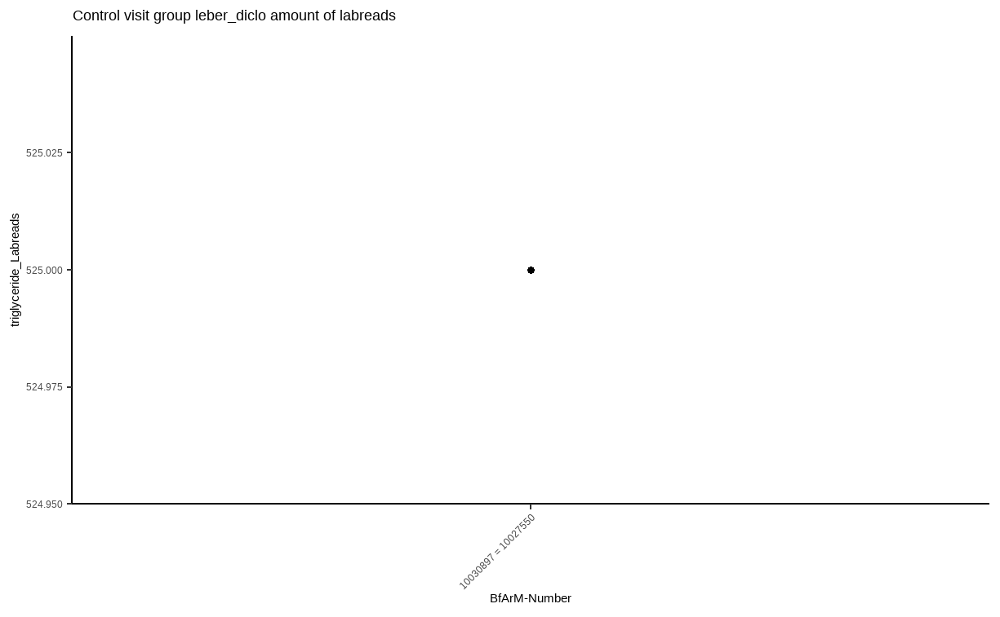 Control visit group leber_diclo amount of labreads
triglyceride_Labreads
525.025
525.000
524.975
524.950
10030897 = 10027550
BfArM-Number